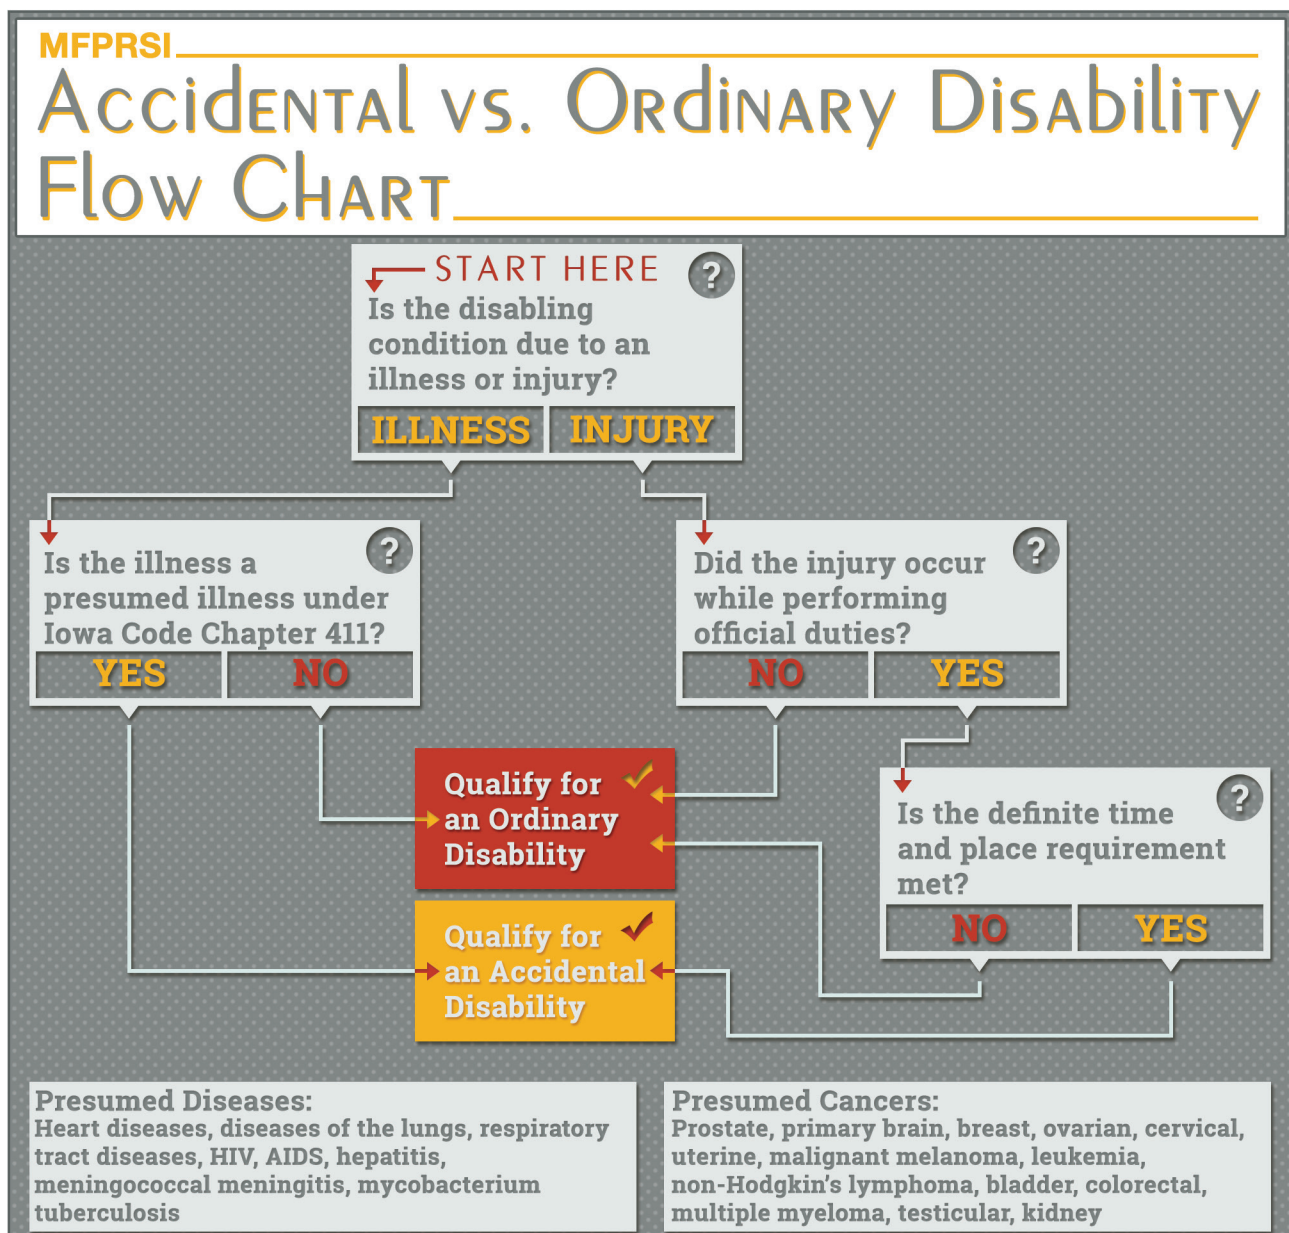 MFPRSI
Accidental vs. Ordinary Disability
Flow Chart
START HERE
?
Is the disabling
condition due to an
illness or injury?
ILLNESS
INJURY
?
Is the illness a
presumed illness under
Iowa Code Chapter 411?
YES
NO
?
Did the injury occur
while performing
official duties?
NO
YES
Qualify for
an Ordinary
Disability
?
Is the definite time
and place requirement
met?
NO
YES
Qualify for
an Accidental
Disability
Presumed Diseases:
Heart diseases, diseases of the lungs, respiratory
tract diseases, HIV, AIDS, hepatitis,
meningococcal meningitis, mycobacterium
tuberculosis
Presumed Cancers:
Prostate, primary brain, breast, ovarian, cervical,
uterine, malignant melanoma, leukemia,
non-Hodgkin's lymphoma, bladder, colorectal,
multiple myeloma, testicular, kidney